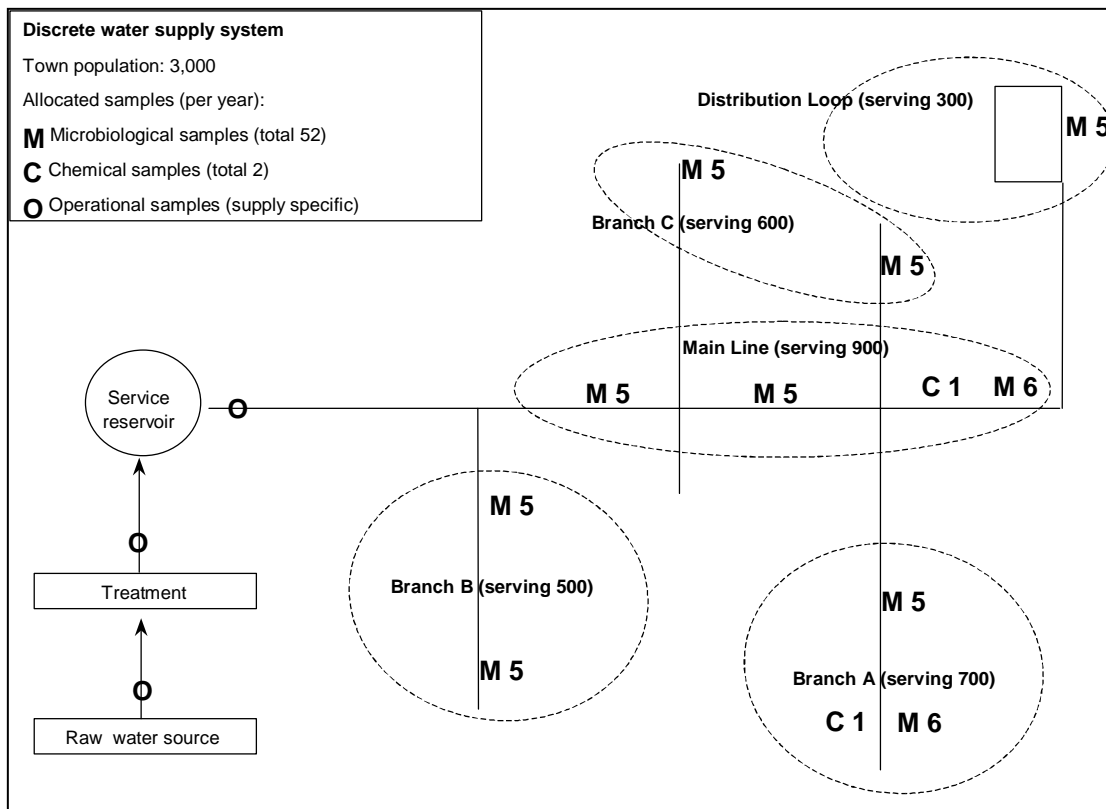 Discrete water supply system
Town population: 3,000
Allocated samples (per year):
M Microbiological samples (total 52)
C Chemical samples (total 2)
O Operational samples (supply specific)
Distribution Loop (serving 300)
M 5
M 5
Branch C (serving 600)
M 5
Main Line (serving 900)
M 5
M 5
C 1
M 6
Service
reservoir
O
M 5
Branch B (serving 500)
M 5
O
Treatment
O
Raw water source
M 5
Branch A (serving 700)
C 1
M 6